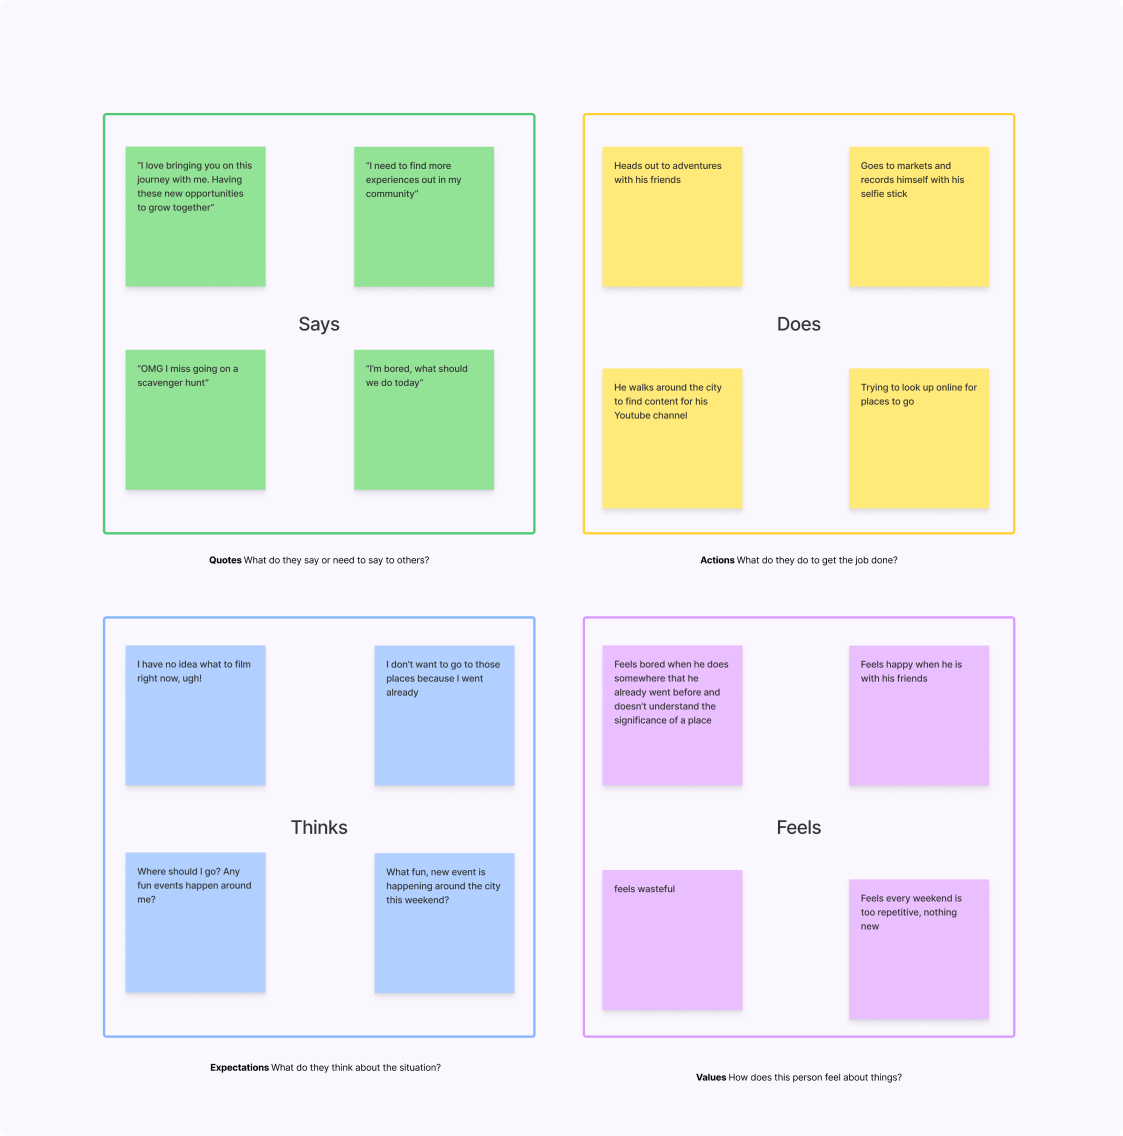 “I love bringing you on this
journey with me. Having
these new opportunities
to grow together”
“I need to find more
experiences out in my
community”
Says
“OMG I miss going on a
scavenger hunt”
“I’m bored, what should
we do today”
Quotes What do they say or need to say to others?
Heads out to adventures
with his friends
Goes to markets and
records himself with his
selfie stick
Does
He walks around the city
to find content for his
Youtube channel
Trying to look up online for
places to go
Actions What do they do to get the job done?
I have no idea what to film
right now, ugh!
I don’t want to go to those
places because I went
already
Thinks
Where should I go? Any
fun events happen around
me?
What fun, new event is
happening around the city
this weekend?
Expectations What do they think about the situation?
Feels bored when he does
somewhere that he
already went before and
doesn’t understand the
significance of a place
Feels happy when he is
with his friends
Feels
feels wasteful
Feels every weekend is
too repetitive, nothing
new
Values How does this person feel about things?